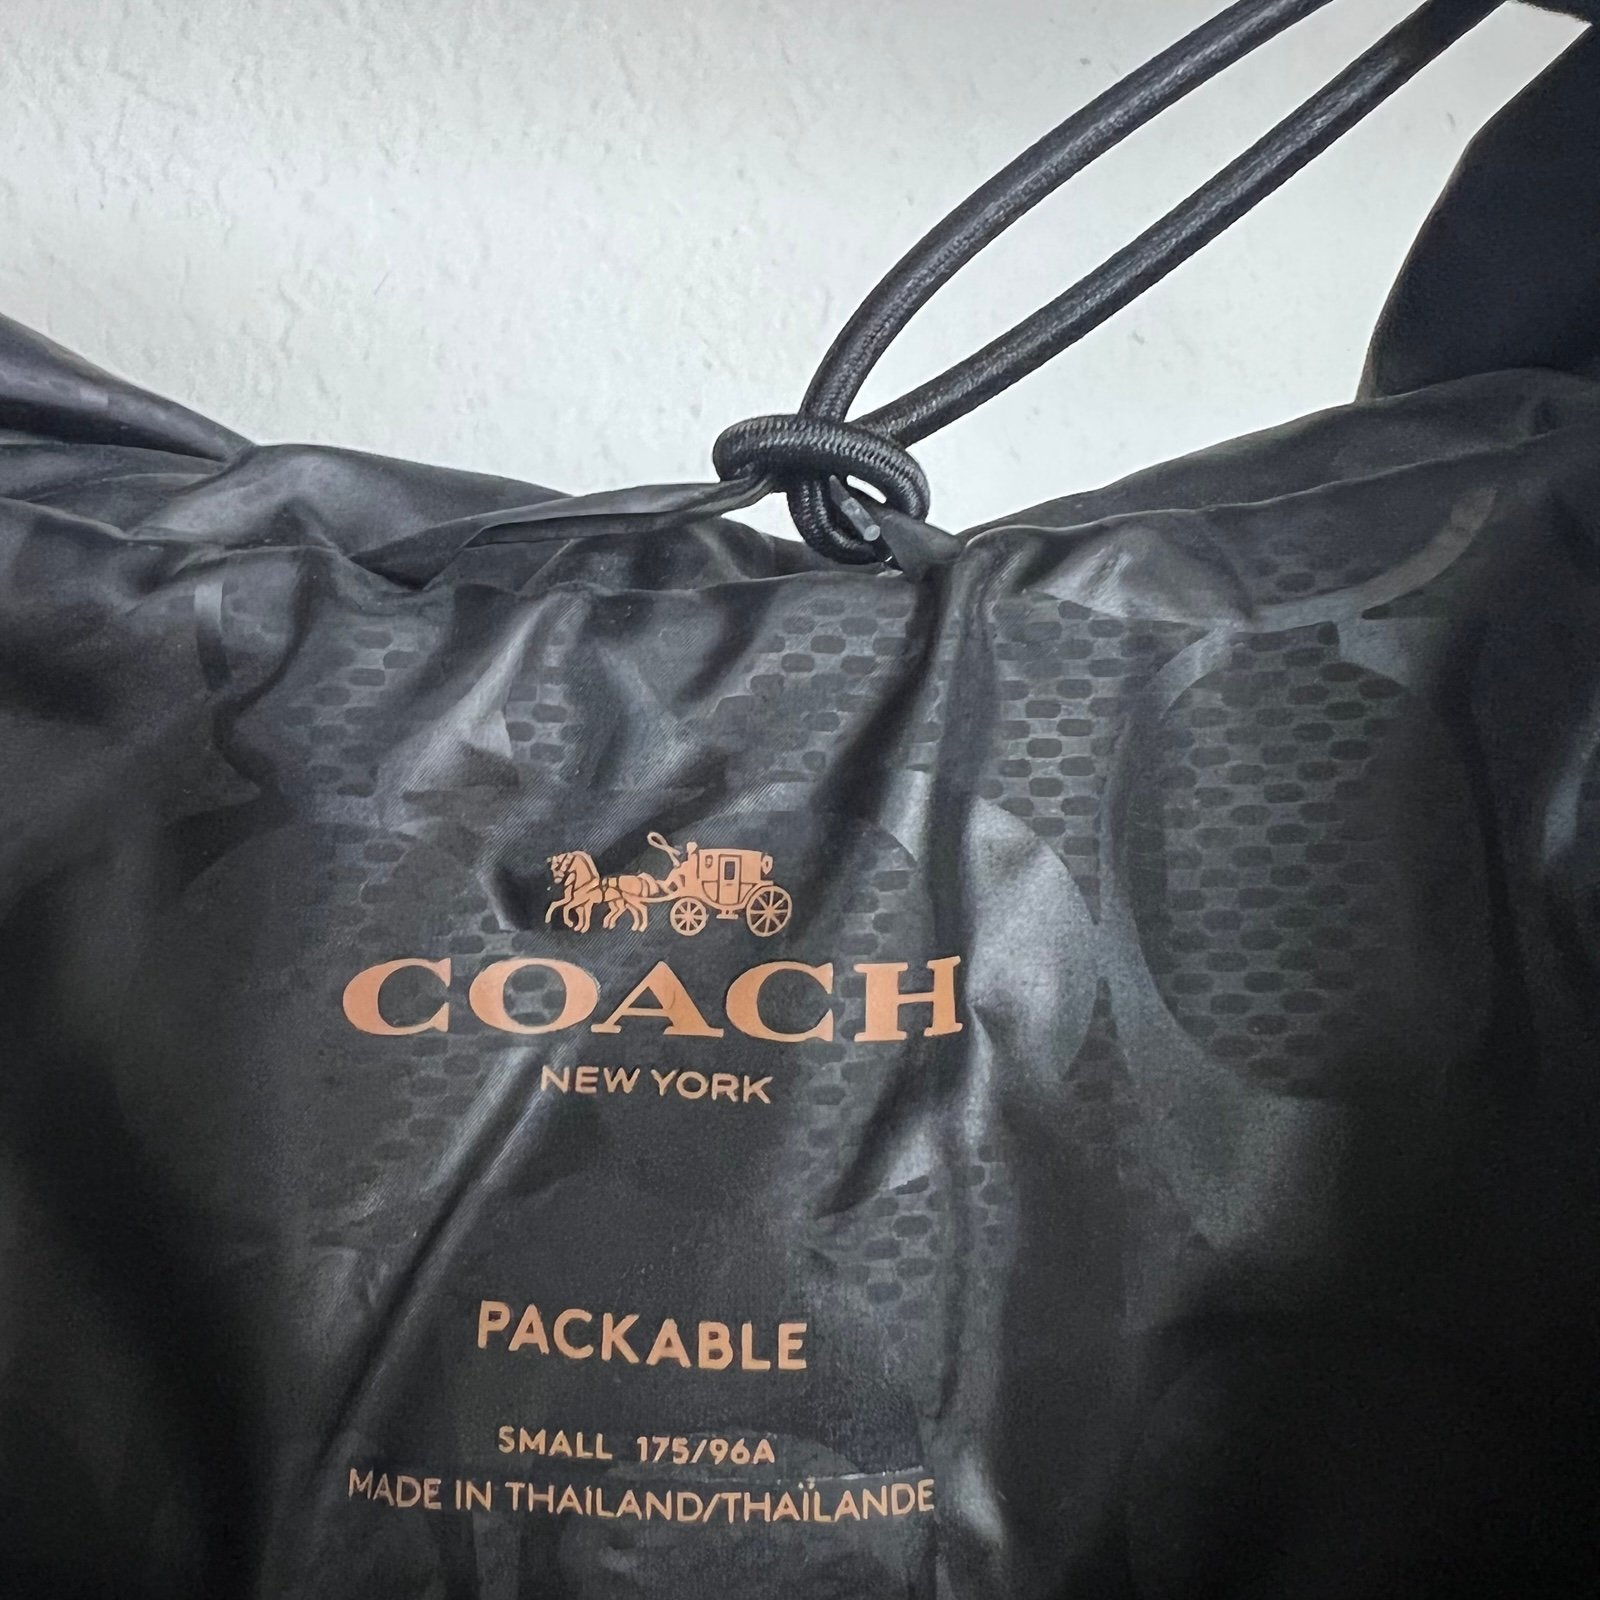 COACH
NEW YORK
PACKABLE
SMALL 175/96A
MADE IN THAILAND/THAÏLANDE